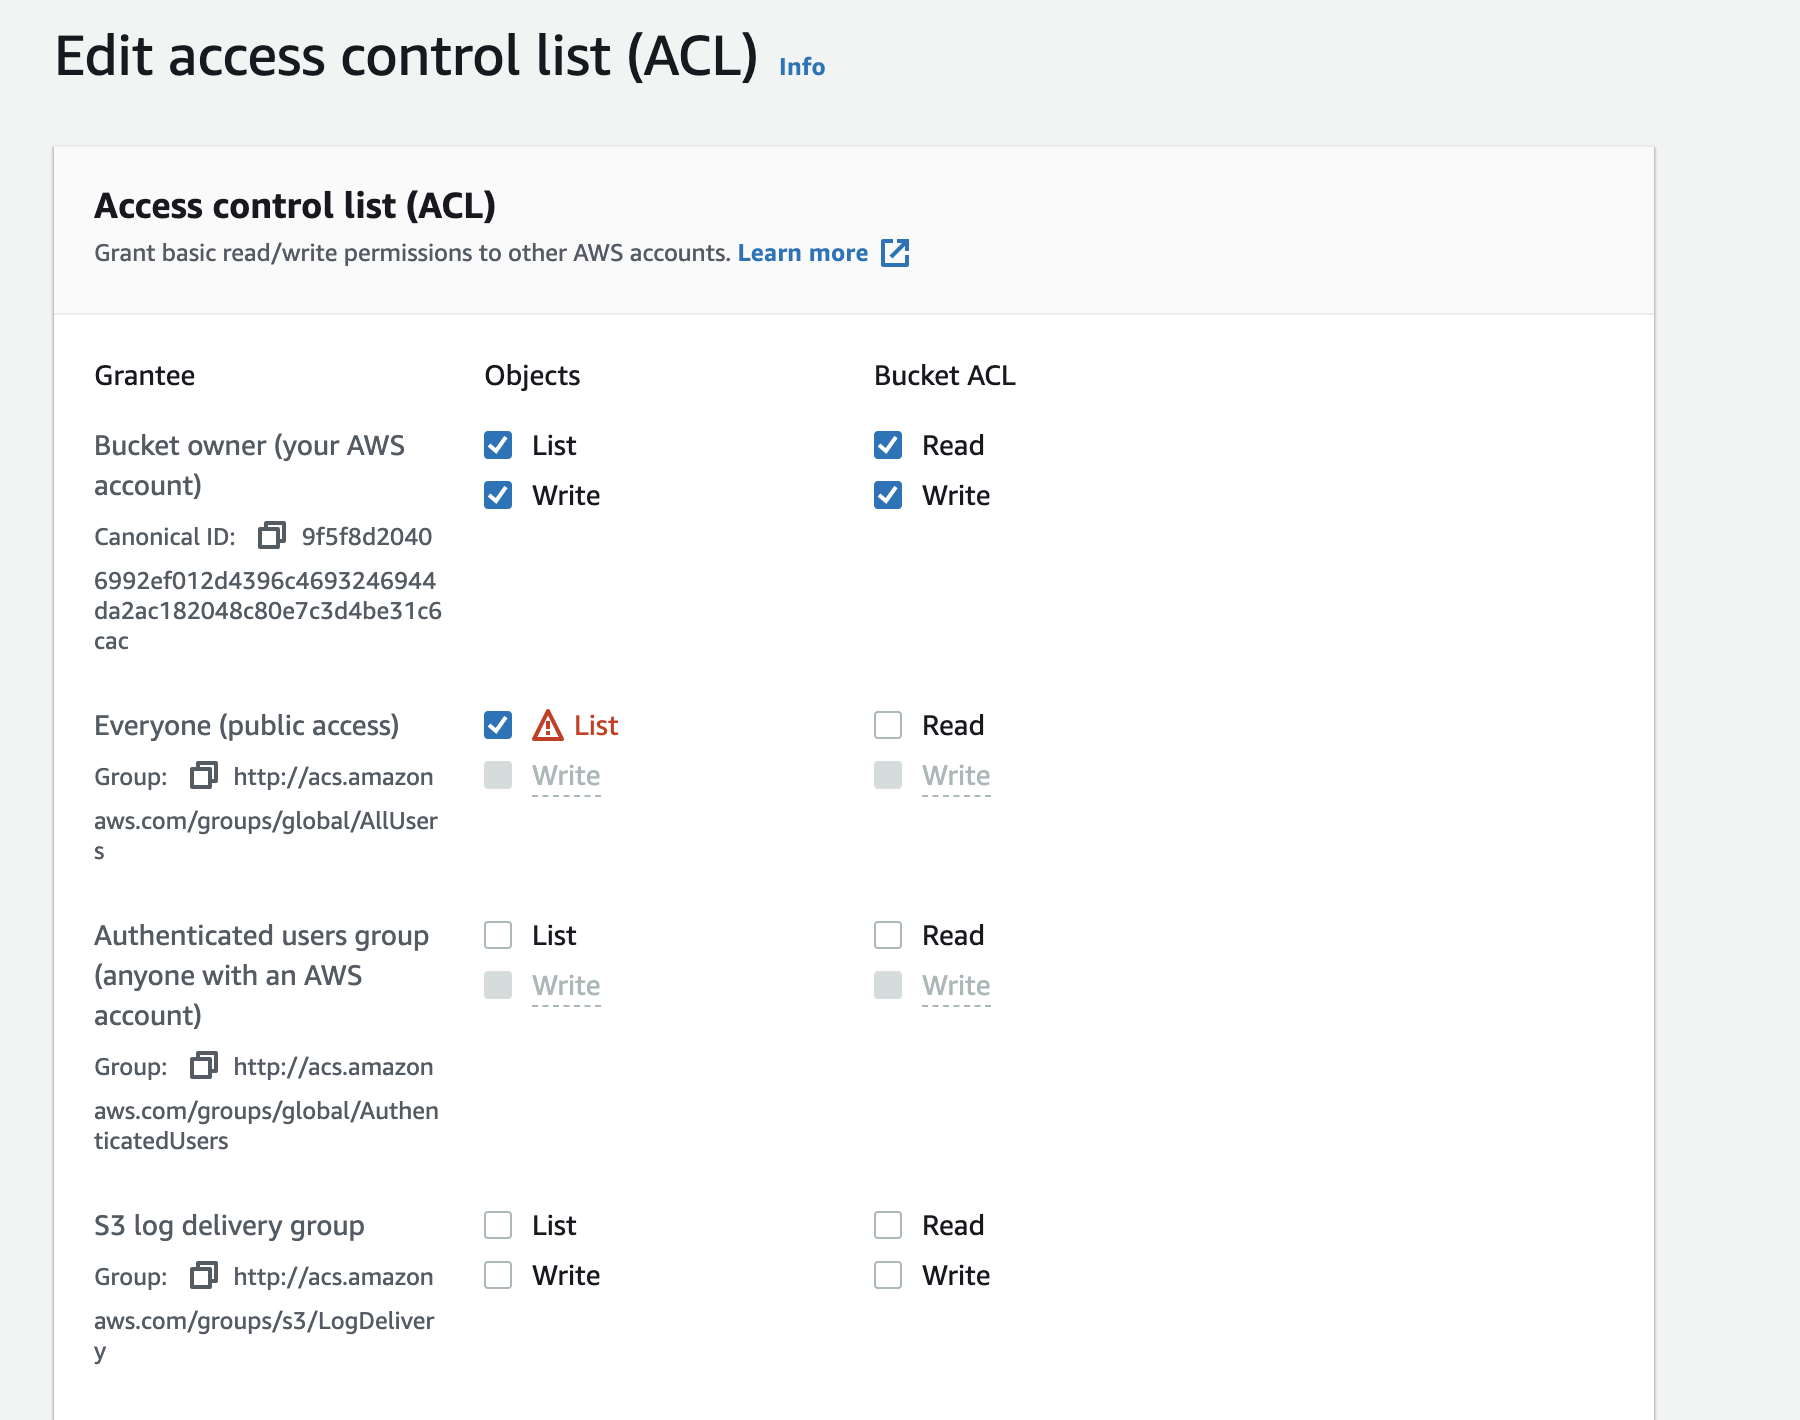 Edit access control list (ACL) Info
Access control list (ACL)
Grant basic read/write permissions to other AWS accounts. Learn more
Grantee Objects Bucket ACL
Bucket owner (your AWS
account)
Canonical ID: 9f5f8d2040
6992ef012d4396c4693246944
da2ac182048c80e7c3d4be31c6
cac
List
Write
Read
Write
Everyone (public access)
Group: http://acs.amazon
aws.com/groups/global/AllUser
s
List
Write
Read
Write
Authenticated users group
(anyone with an AWS
account)
Group: http://acs.amazon
aws.com/groups/global/Authen
ticatedUsers
List
Write
Read
Write
S3 log delivery group
Group: http://acs.amazon
aws.com/groups/s3/LogDeliver
y
List
Write
Read
Write